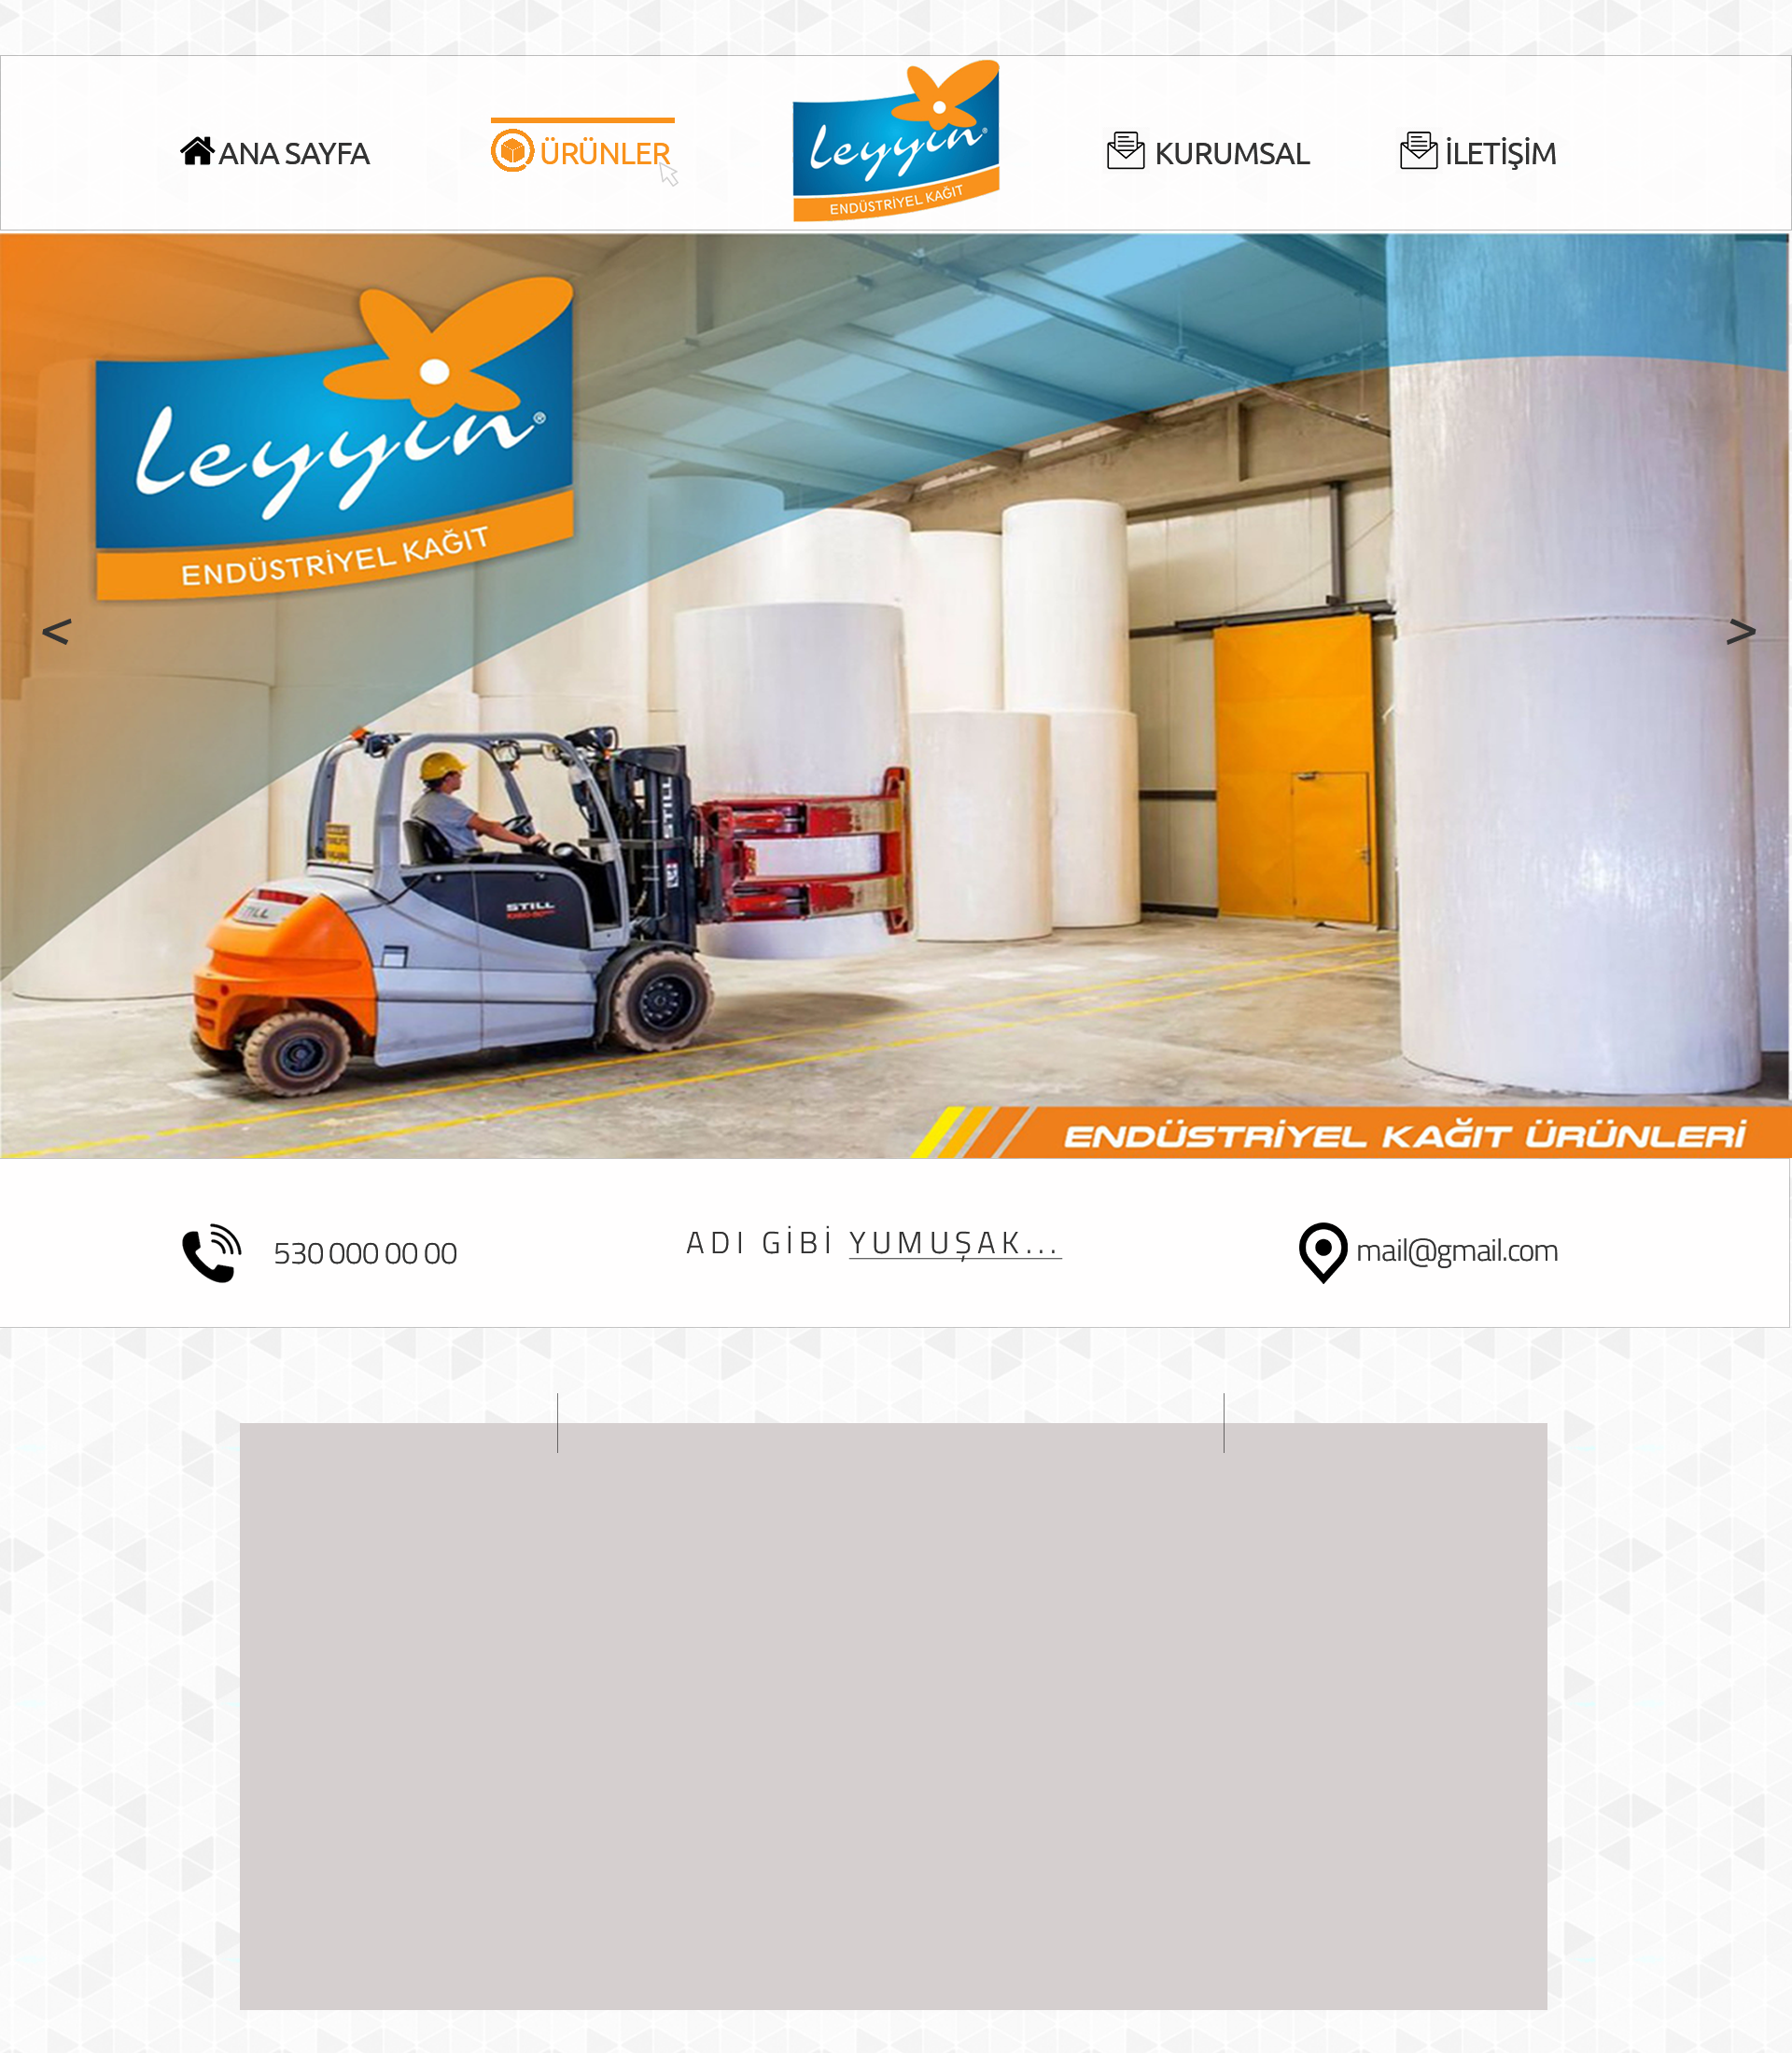 ANA SAYFA
ÜRÜNLER
Leyyin®
ENDÜSTRİYEL KAĞIT
KURUMSAL
İLETİŞİM
Leyyin®
ENDÜSTRİYEL KAĞIT
<
>
STILL
STILL
ENDÜSTRİYEL KAĞIT ÜRÜNLERİ
530 000 00 00
ADI GİBİ YUMUŞAK...
mail@gmail.com